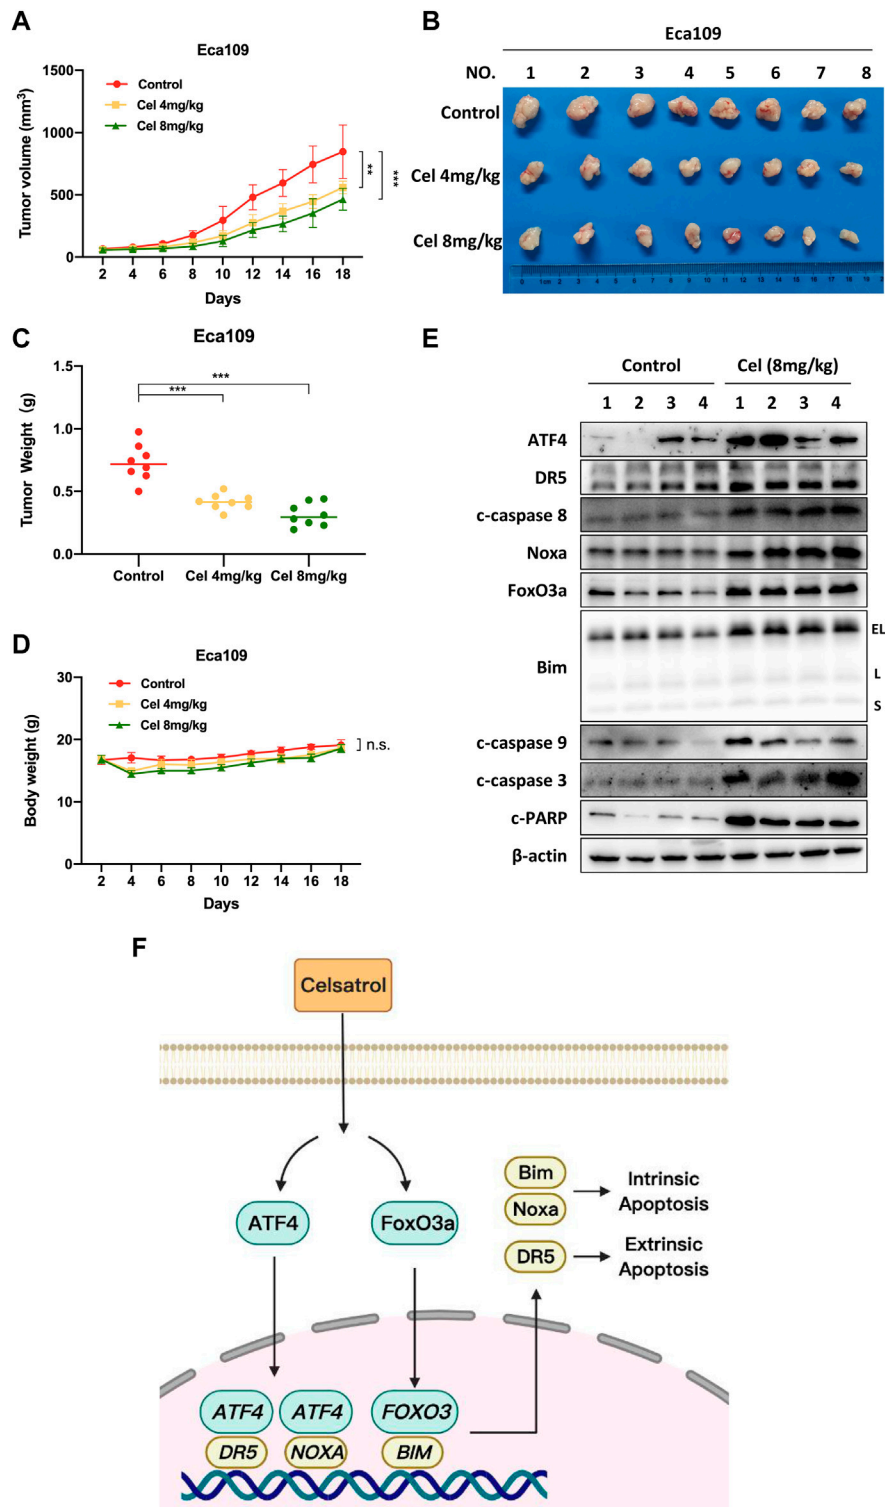 A
Eca109
Tumor volume (mm³)
1500
1000
500
0
Control
Cel 4mg/kg
Cel 8mg/kg
**
***
2 4 6 8 10 12 14 16 18
Days
B
Eca109
NO. 1 2 3 4 5 6 7 8
Control
Cel 4mg/kg
Cel 8mg/kg
C
Eca109
Tumor Weight (g)
1.5
1.0
0.5
0.0
***
***
Control Cel 4mg/kg Cel 8mg/kg
D
Eca109
Body weight (g)
30
20
10
0
Control
Cel 4mg/kg
Cel 8mg/kg
n.s.
2 4 6 8 10 12 14 16 18
Days
E
Control Cel (8mg/kg)
1 2 3 4 1 2 3 4
ATF4
DR5
c-caspase 8
Noxa
FoxO3a
Bim
EL
L
S
c-caspase 9
c-caspase 3
c-PARP
β-actin
F
Celsatrol
ATF4
FoxO3a
Bim
Noxa
Intrinsic
Apoptosis
DR5
Extrinsic
Apoptosis
ATF4 ATF4 FOXO3
DR5 NOXA BIM